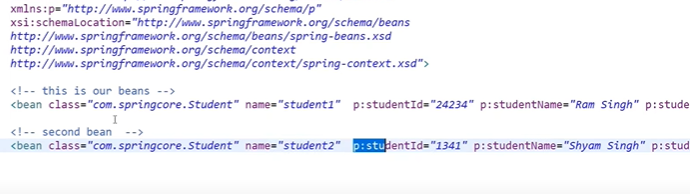 xmlns:p="http://www.springframework.org/schema/p"
xsi:schemaLocation="http://www.springframework.org/schema/beans
http://www.springframework.org/schema/beans/spring-beans.xsd
http://www.springframework.org/schema/context
http://www.springframework.org/schema/context/spring-context.xsd">
<!-- this is our beans -->
<bean class="com.springcore.Student" name="student1"  p:studentId="24234" p:studentName="Ram Singh" p:stude
<!-- second bean  -->
<bean class="com.springcore.Student" name="student2"  p:studentId="1341" p:studentName="Shyam Singh" p:stud